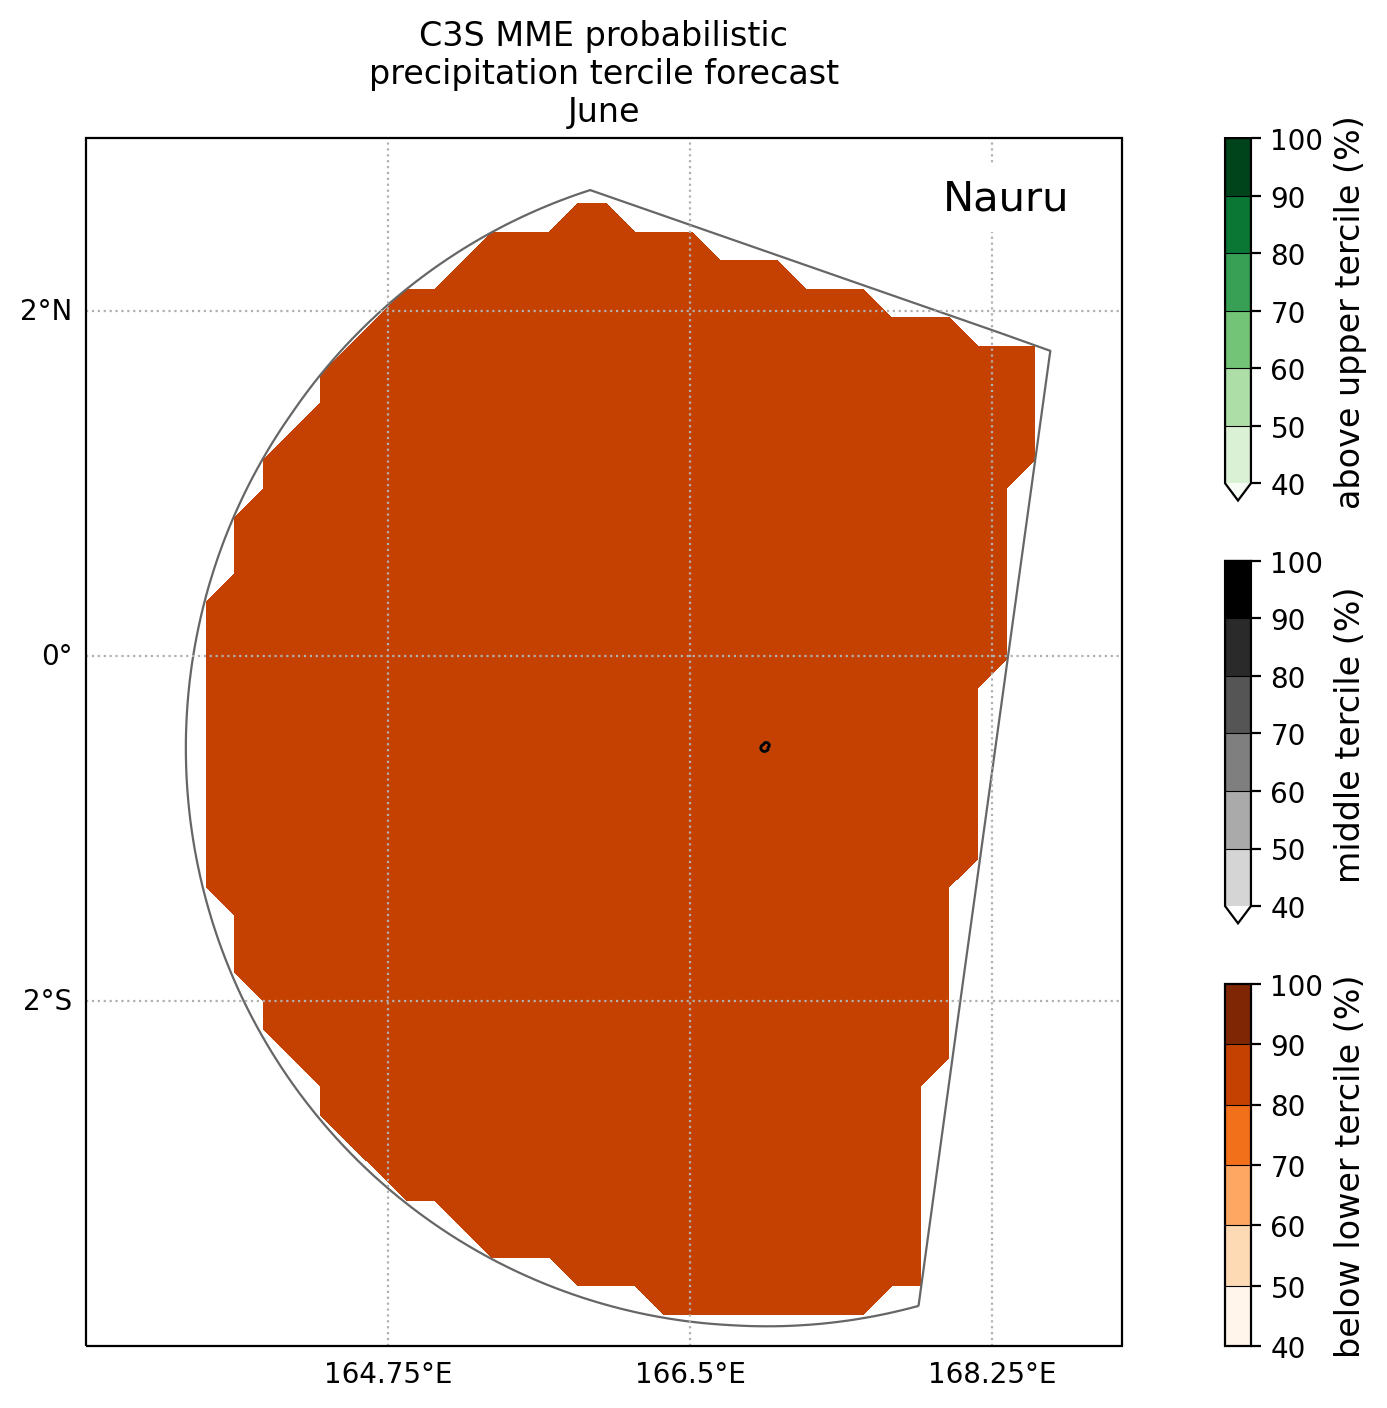 C3S MME probabilistic
precipitation tercile forecast
June
Nauru
2°N
0°
2°S
164.75°E
166.5°E
168.25°E
100
90
80
70
60
50
40
above upper tercile (%)
100
90
80
70
60
50
40
middle tercile (%)
100
90
80
70
60
50
40
below lower tercile (%)